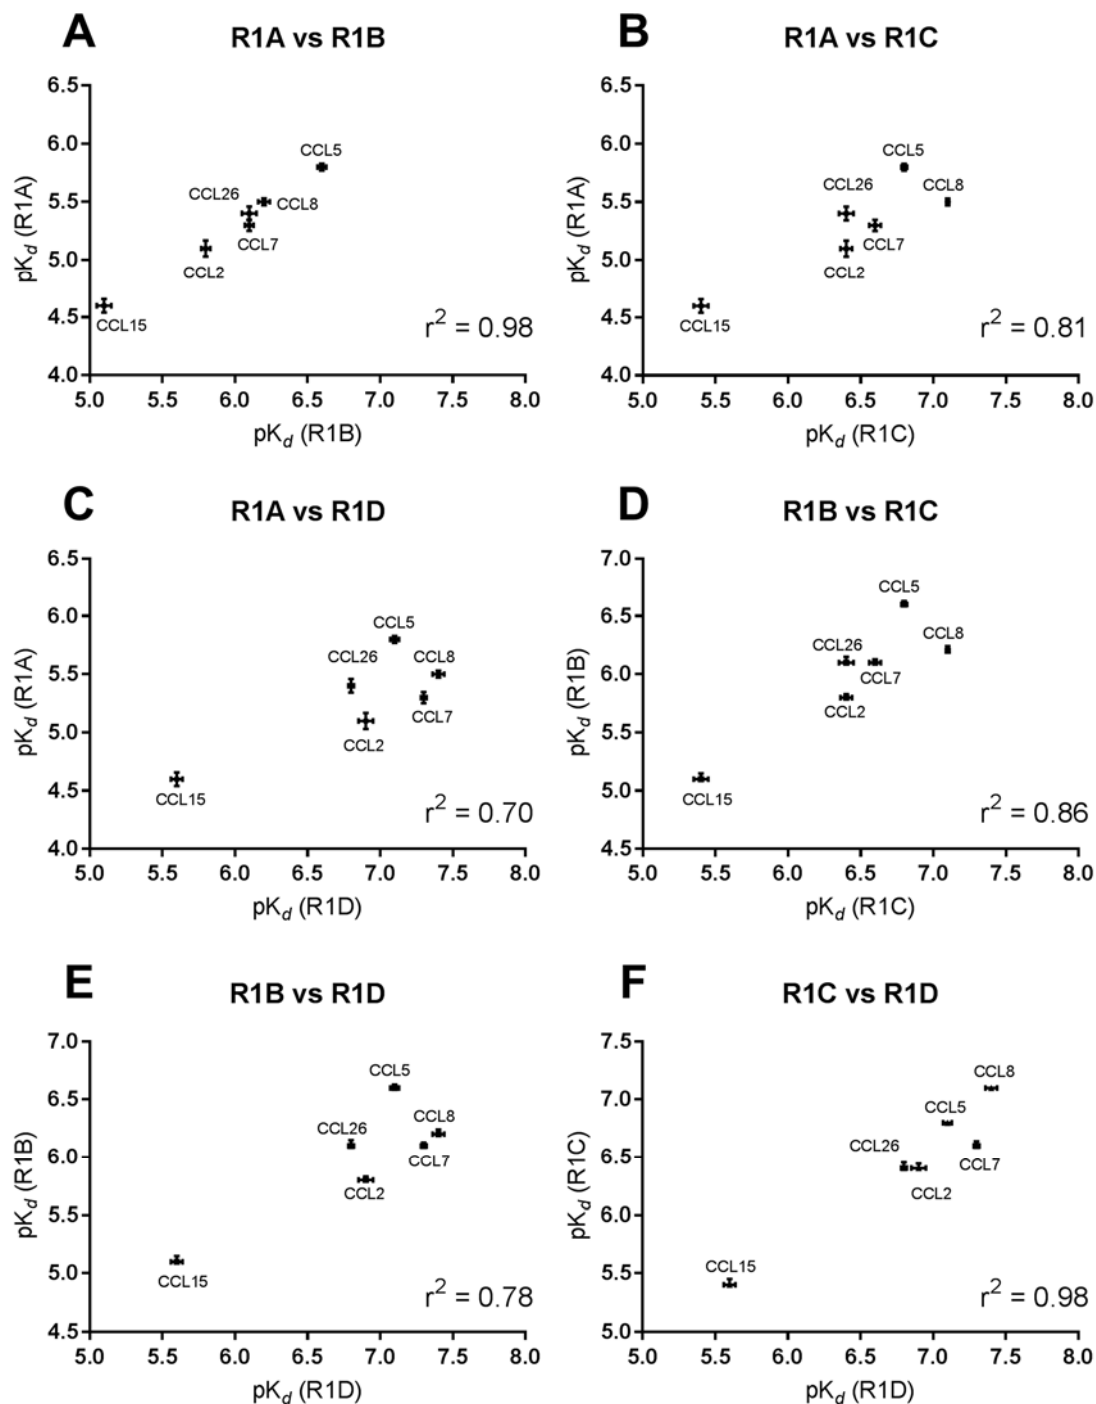 A
R1A vs R1B
6.5
6.0
5.5
5.0
4.5
4.0
pKd (R1A)
CCL5
CCL26
CCL8
CCL7
CCL2
CCL15
r² = 0.98
5.0 5.5 6.0 6.5 7.0 7.5 8.0
pKd (R1B)
B
R1A vs R1C
6.5
6.0
5.5
5.0
4.5
4.0
pKd (R1A)
CCL5
CCL26
CCL8
CCL7
CCL2
CCL15
r² = 0.81
5.0 5.5 6.0 6.5 7.0 7.5 8.0
pKd (R1C)
C
R1A vs R1D
6.5
6.0
5.5
5.0
4.5
4.0
pKd (R1A)
CCL5
CCL26
CCL8
CCL7
CCL2
CCL15
r² = 0.70
5.0 5.5 6.0 6.5 7.0 7.5 8.0
pKd (R1D)
D
R1B vs R1C
7.0
6.5
6.0
5.5
5.0
4.5
pKd (R1B)
CCL5
CCL8
CCL26
CCL7
CCL2
CCL15
r² = 0.86
5.0 5.5 6.0 6.5 7.0 7.5 8.0
pKd (R1C)
E
R1B vs R1D
7.0
6.5
6.0
5.5
5.0
4.5
pKd (R1B)
CCL5
CCL8
CCL26
CCL7
CCL2
CCL15
r² = 0.78
5.0 5.5 6.0 6.5 7.0 7.5 8.0
pKd (R1D)
F
R1C vs R1D
7.5
7.0
6.5
6.0
5.5
5.0
pKd (R1C)
CCL8
CCL5
CCL26
CCL7
CCL2
CCL15
r² = 0.98
5.0 5.5 6.0 6.5 7.0 7.5 8.0
pKd (R1D)